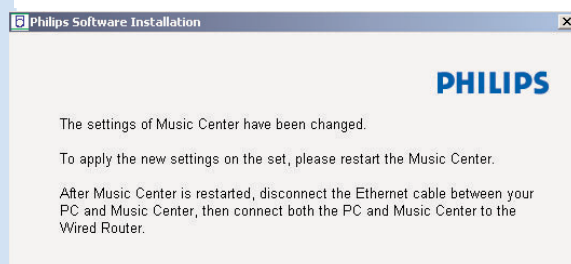 Philips Software Installation
PHILIPS
The settings of Music Center have been changed.
To apply the new settings on the set, please restart the Music Center.
After Music Center is restarted, disconnect the Ethernet cable between your
PC and Music Center, then connect both the PC and Music Center to the
Wired Router.